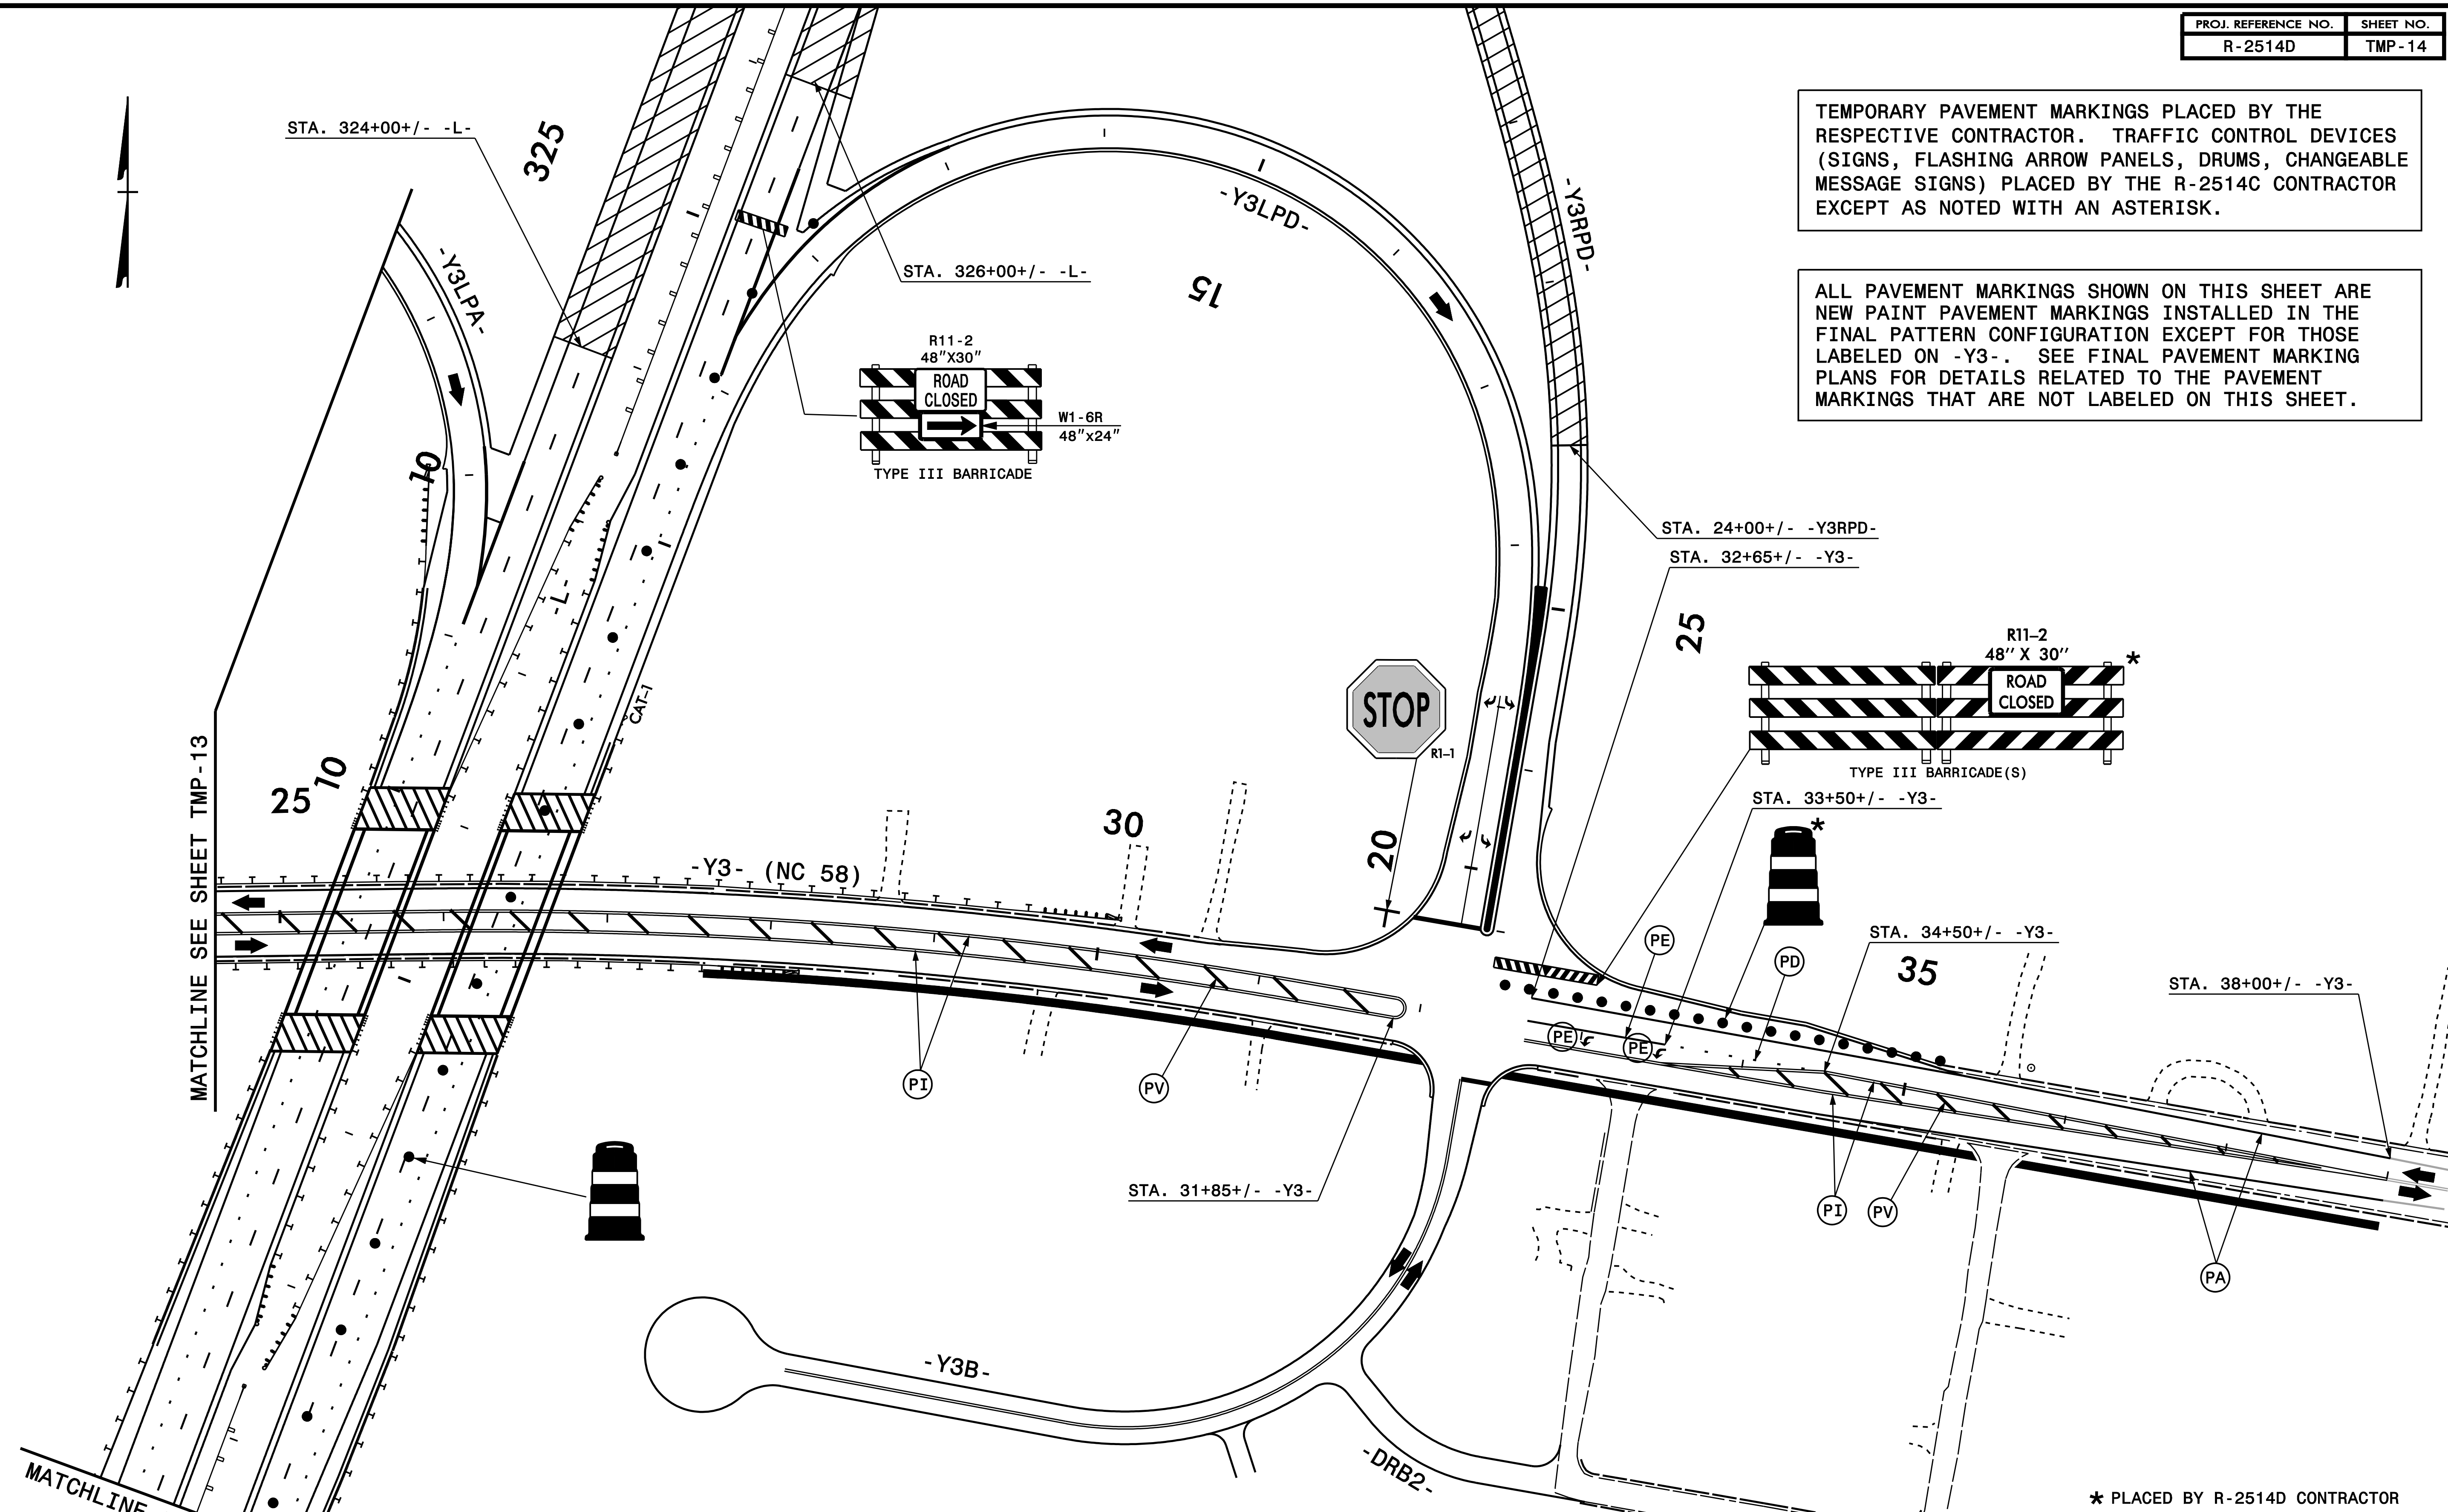 PROJ. REFERENCE NO.
SHEET NO.
R-2514D
TMP-14
TEMPORARY PAVEMENT MARKINGS PLACED BY THE
RESPECTIVE CONTRACTOR. TRAFFIC CONTROL DEVICES
(SIGNS, FLASHING ARROW PANELS, DRUMS, CHANGEABLE
MESSAGE SIGNS) PLACED BY THE R-2514C CONTRACTOR
EXCEPT AS NOTED WITH AN ASTERISK.
ALL PAVEMENT MARKINGS SHOWN ON THIS SHEET ARE
NEW PAINT PAVEMENT MARKINGS INSTALLED IN THE
FINAL PATTERN CONFIGURATION EXCEPT FOR THOSE
LABELED ON -Y3-. SEE FINAL PAVEMENT MARKING
PLANS FOR DETAILS RELATED TO THE PAVEMENT
MARKINGS THAT ARE NOT LABELED ON THIS SHEET.
STA. 324+00+/- -L-
325
-Y3LPA-
10
STA. 326+00+/- -L-
-Y3LPD-
15
-Y3RPD-
R11-2
48"X30"
ROAD
CLOSED
W1-6R
48"x24"
TYPE III BARRICADE
-L-
CAT-1
STA. 24+00+/- -Y3RPD-
STA. 32+65+/- -Y3-
25
R11-2
48" X 30"
*
ROAD
CLOSED
TYPE III BARRICADE(S)
STOP
R1-1
STA. 33+50+/- -Y3-
*
MATCHLINE SEE SHEET TMP-13
25
10
-Y3- (NC 58)
30
20
PE
PD
STA. 34+50+/- -Y3-
35
STA. 38+00+/- -Y3-
PE
PE
PI
PV
STA. 31+85+/- -Y3-
PI
PV
PA
-Y3B-
-DRB2-
MATCHLINE
* PLACED BY R-2514D CONTRACTOR